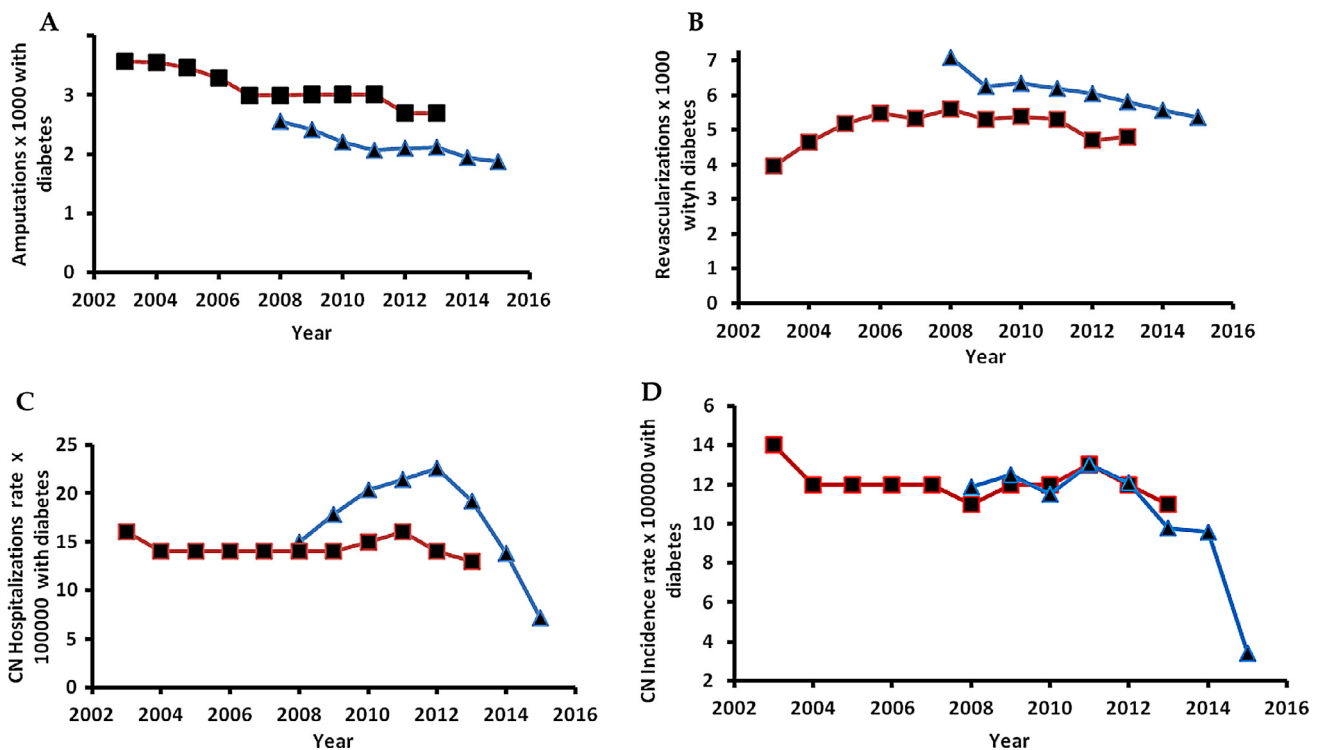 A
Amputations x 1000 with
diabetes
3
2
1
0
2002 2004 2006 2008 2010 2012 2014 2016
Year
B
Revascularizations x 1000
wityh diabetes
7
6
5
4
3
2
1
0
2002 2004 2006 2008 2010 2012 2014 2016
Year
C
CN Hospitalizations rate x
100000 with diabetes
25
20
15
10
5
0
2002 2004 2006 2008 2010 2012 2014 2016
Year
D
CN Incidence rate x 100000 with
diabetes
6
14
12
10
8
6
4
2
2002 2004 2006 2008 2010 2012 2014 2016
Year